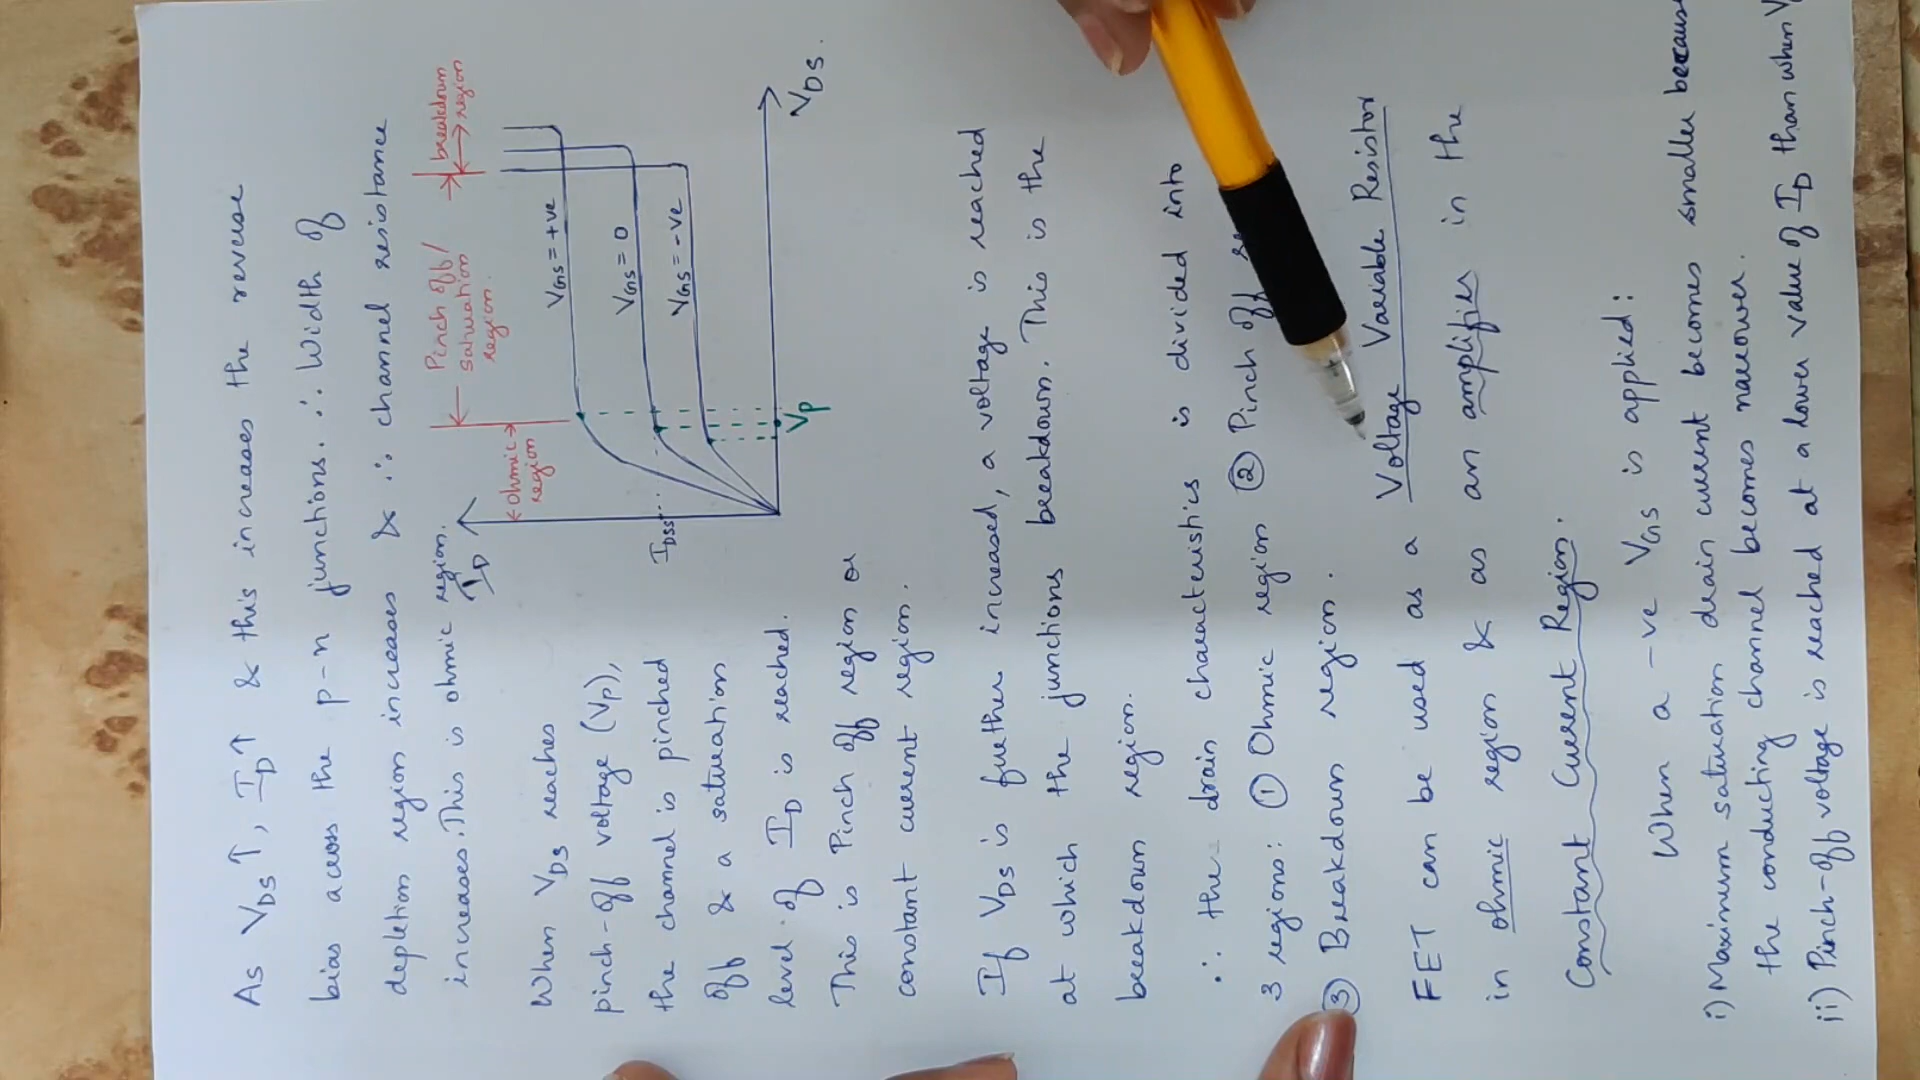 As V_DS ↑, I_D ↑ & this increases the reverse
bias across the p-n junctions. ∴ Width of
depletion region increases & ∴ channel resistance
increases. This is ohmic region.
I_D
←ohmic→
region
Pinch off/
saturation
region.
breakdown
region
V_GS = +ve
V_GS = 0
V_GS = -ve
I_DSS
V_P
V_DS.
When V_DS reaches
pinch-off voltage (V_P),
the channel is pinched
off & a saturation
level of I_D is reached.
This is Pinch off region or
constant current region.
If V_DS is further increased, a voltage is reached
at which the junctions breakdown. This is the
breakdown region.
∴ the drain characteristics is divided into
3 regions: ① Ohmic region ② Pinch off
③ Breakdown region.
FET can be used as a Voltage Variable Resistor
in ohmic region & as an amplifier in the
Constant Current Region.
When a -ve V_GS is applied:
i) Maximum saturation drain current becomes smaller because
the conducting channel becomes narrower.
ii) Pinch-off voltage is reached at a lower value of I_D than when